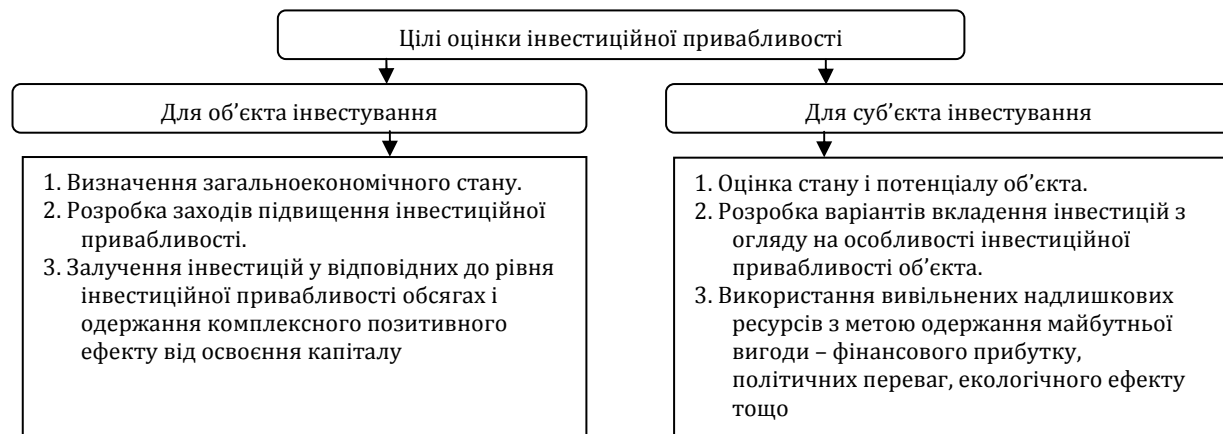 Цілі оцінки інвестиційної привабливості
Для об’єкта інвестування
Для суб’єкта інвестування
1. Визначення загальноекономічного стану.
2. Розробка заходів підвищення інвестиційної
привабливості.
3. Залучення інвестицій у відповідних до рівня
інвестиційної привабливості обсягах і
одержання комплексного позитивного
ефекту від освоєння капіталу
1. Оцінка стану і потенціалу об’єкта.
2. Розробка варіантів вкладення інвестицій з
огляду на особливості інвестиційної
привабливості об’єкта.
3. Використання вивільнених надлишкових
ресурсів з метою одержання майбутньої
вигоди – фінансового прибутку,
політичних переваг, екологічного ефекту
тощо